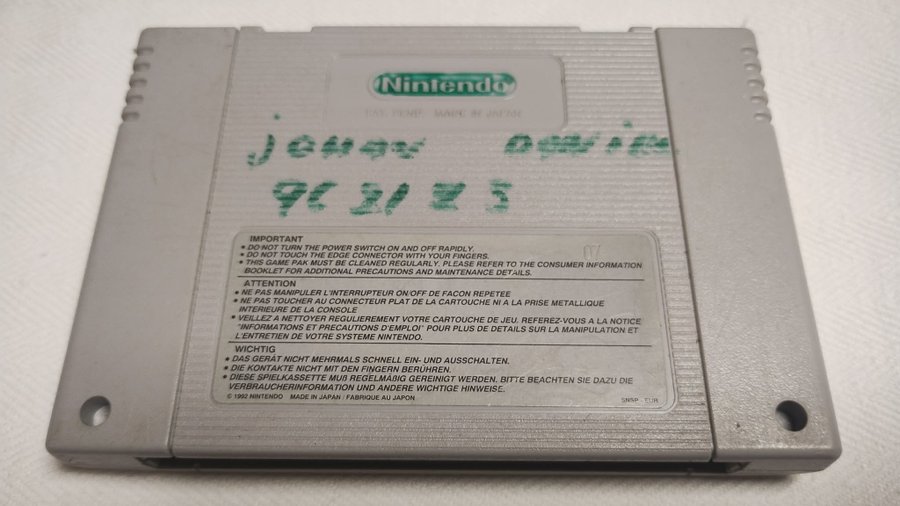 Nintendo
PAT. PEND. MADE IN JAPAN
johan Daniel
IMPORTANT
• DO NOT TURN THE POWER SWITCH ON AND OFF RAPIDLY.
• DO NOT TOUCH THE EDGE CONNECTOR WITH YOUR FINGERS.
• THIS GAME PAK MUST BE CLEANED REGULARLY. PLEASE REFER TO THE CONSUMER INFORMATION
BOOKLET FOR ADDITIONAL PRECAUTIONS AND MAINTENANCE DETAILS.
ATTENTION
• NE PAS MANIPULER L'INTERRUPTEUR ON/OFF DE FACON REPETEE
• NE PAS TOUCHER AU CONNECTEUR PLAT DE LA CARTOUCHE NI A LA PRISE METALLIQUE
INTERIEURE DE LA CONSOLE
• VEILLEZ A NETTOYER REGULIEREMENT VOTRE CARTOUCHE DE JEU. REFEREZ-VOUS A LA NOTICE
"INFORMATIONS ET PRECAUTIONS D'EMPLOI" POUR PLUS DE DETAILS SUR LA MANIPULATION ET
L'ENTRETIEN DE VOTRE SYSTEME NINTENDO.
WICHTIG
• DAS GERÄT NICHT MEHRMALS SCHNELL EIN- UND AUSSCHALTEN.
• DIE KONTAKTE NICHT MIT DEN FINGERN BERÜHREN.
• DIESE SPIELKASSETTE MUß REGELMÄßIG GEREINIGT WERDEN. BITTE BEACHTEN SIE DAZU DIE
VERBRAUCHERINFORMATION UND ANDERE WICHTIGE HINWEISE.
© 1992 NINTENDO MADE IN JAPAN / FABRIQUE AU JAPON SNSP - EUR